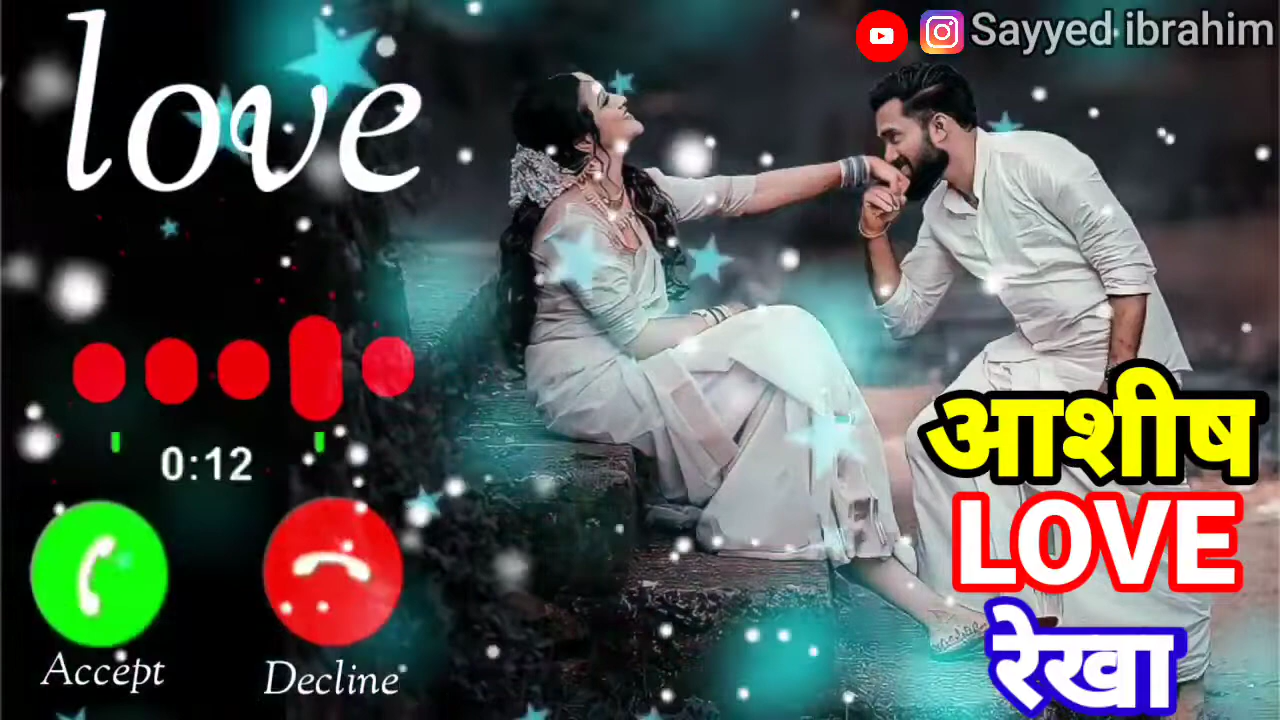 love
Sayyed ibrahim
0:12
Accept
Decline
आशीष
LOVE
रेखा